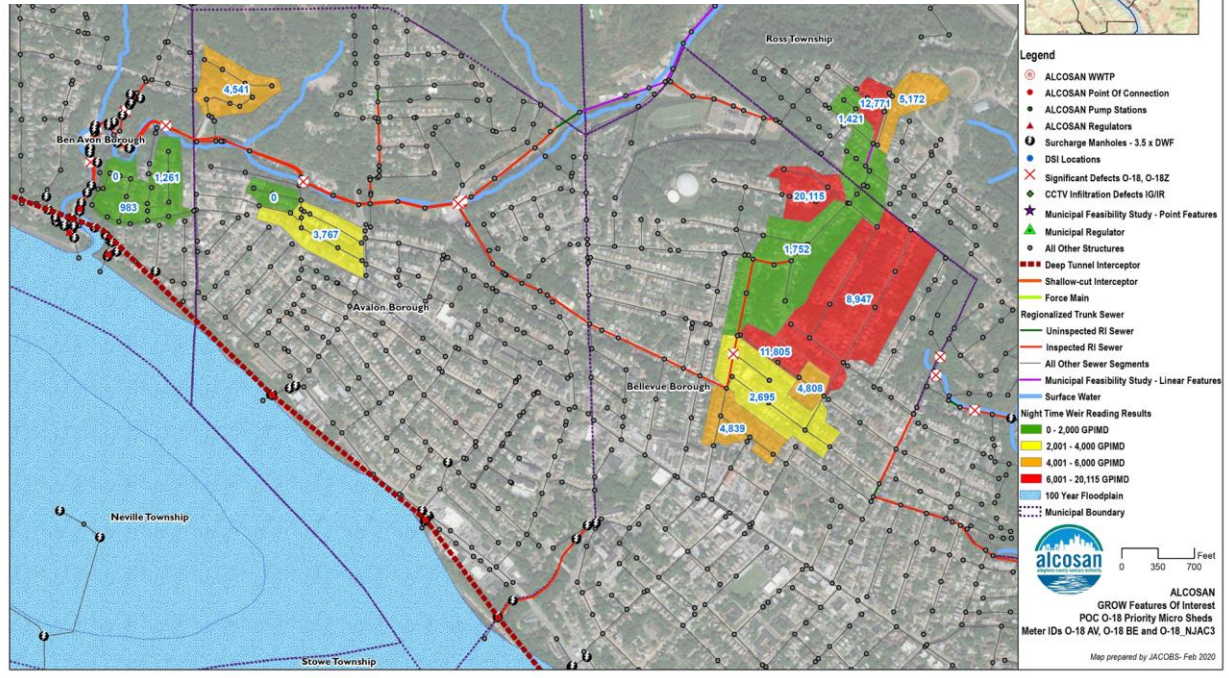 Ross Township
4,541
12,771
5,172
1,421
Ben Avon Borough
0
1,261
983
0
3,767
20,115
1,752
8,947
Avalon Borough
11,805
Bellevue Borough
4,808
2,695
4,839
Neville Township
Stowe Township
Legend
ALCOSAN WWTP
ALCOSAN Point Of Connection
ALCOSAN Pump Stations
ALCOSAN Regulators
Surcharge Manholes - 3.5 x DWF
DSI Locations
Significant Defects O-18, O-18Z
CCTV Infiltration Defects IG/IR
Municipal Feasibility Study - Point Features
Municipal Regulator
All Other Structures
Deep Tunnel Interceptor
Shallow-cut Interceptor
Force Main
Regionalized Trunk Sewer
Uninspected RI Sewer
Inspected RI Sewer
All Other Sewer Segments
Municipal Feasibility Study - Linear Features
Surface Water
Night Time Weir Reading Results
0 - 2,000 GPIMD
2,001 - 4,000 GPIMD
4,001 - 6,000 GPIMD
6,001 - 20,115 GPIMD
100 Year Floodplain
Municipal Boundary
alcosan
allegheny county sanitary authority
Feet
0 350 700
ALCOSAN
GROW Features Of Interest
POC O-18 Priority Micro Sheds
Meter IDs O-18 AV, O-18 BE and O-18_NJAC3
Map prepared by JACOBS- Feb 2020